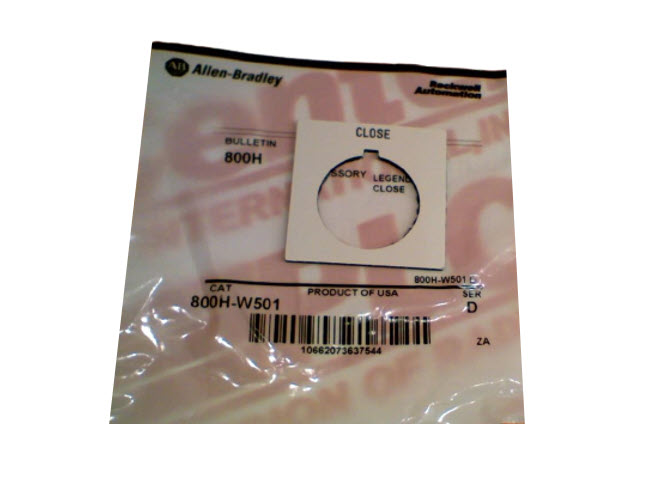 AB Allen-Bradley
Rockwell
Automation
BULLETIN
800H
CLOSE
SSORY LEGEND
CLOSE
800H-W501 D
CAT PRODUCT OF USA SER
800H-W501 D
10662073637544
ZA